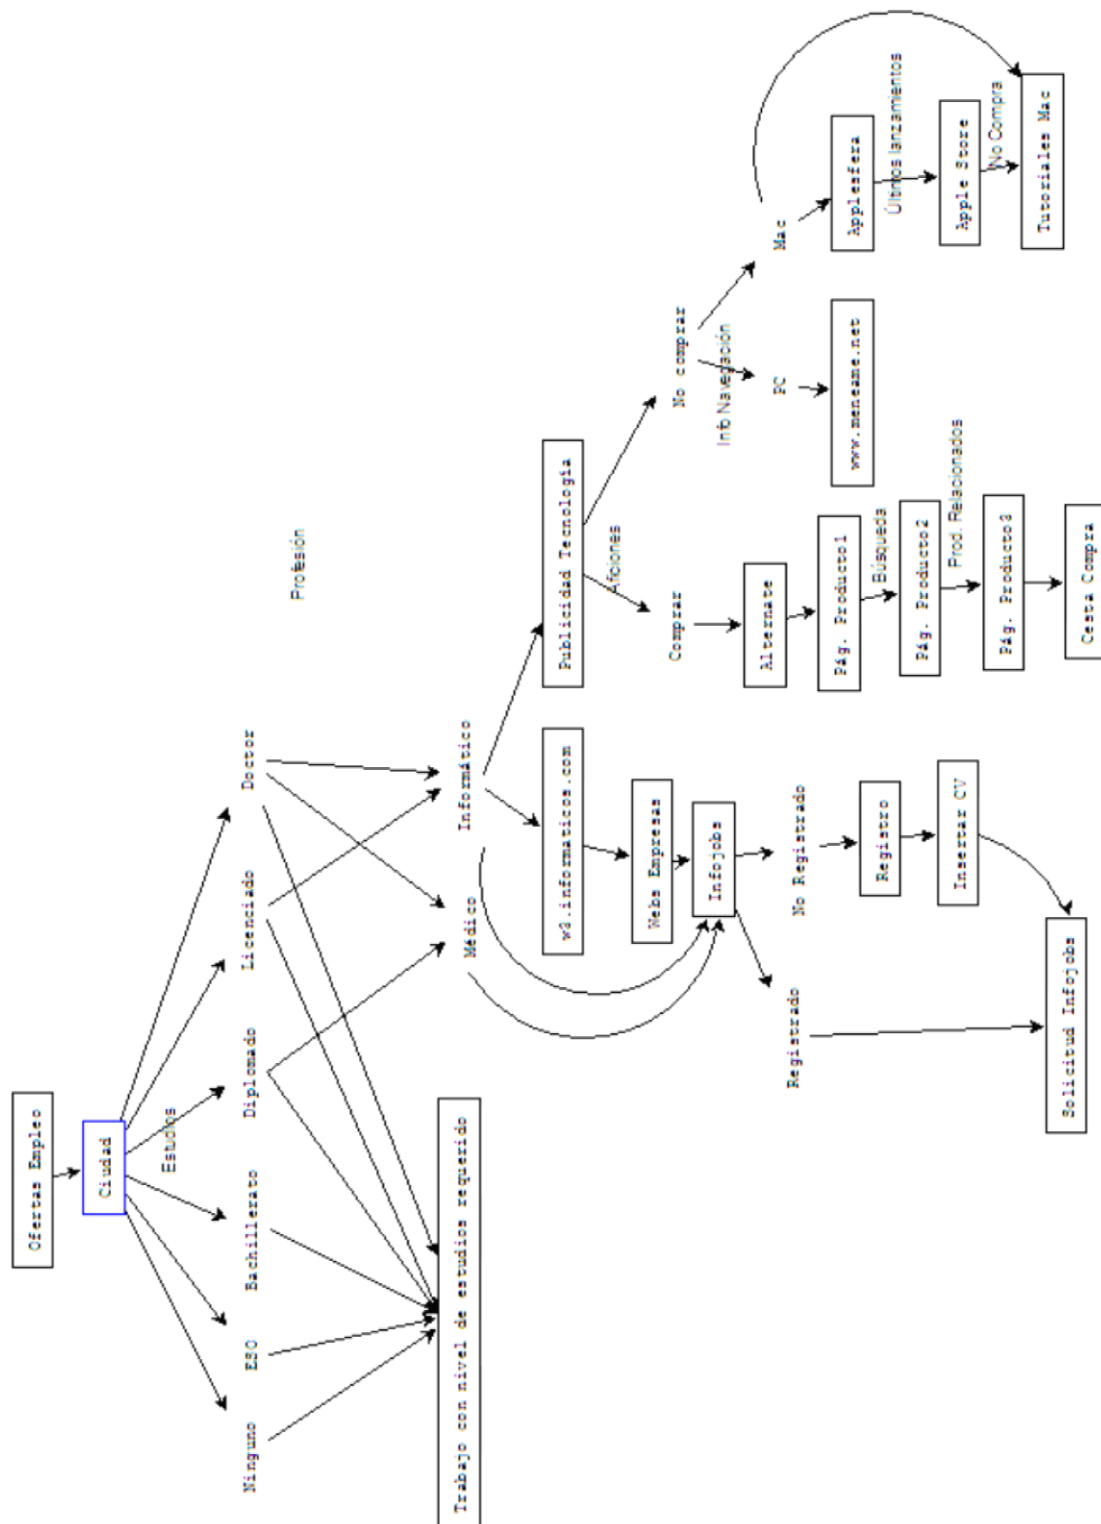 Ofertas Empleo
Ciudad
Estudios
Ninguno
ESO
Bachillerato
Diplomado
Licenciado
Doctor
Profesión
Trabajo con nivel de estudios requerido
Médico
Informático
w3.informaticos.com
Publicidad Tecnología
Aficiones
Webs Empresas
Comprar
No comprar
Infojobs
Info Navegación
Alternate
PC
Mac
Registrado
No Registrado
Pág. Producto1
www.meneame.net
Applesfera
Búsqueda
Últimos lanzamientos
Registro
Pág. Producto2
Prod. Relacionados
Insertar CV
Apple Store
Pág. Producto3
No Compra
Solicitud Infojobs
Cesta Compra
Tutoriales Mac